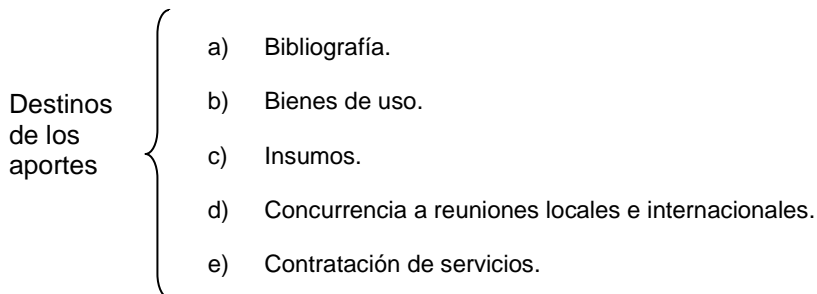 Destinos
de los
aportes
a) Bibliografía.
b) Bienes de uso.
c) Insumos.
d) Concurrencia a reuniones locales e internacionales.
e) Contratación de servicios.